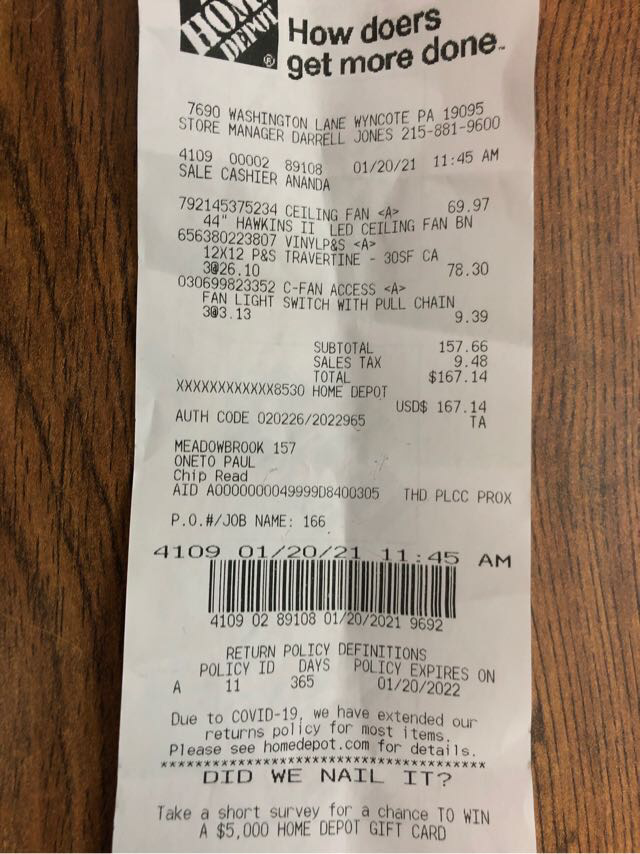 HOME
DEPOT
®
How doers
get more done™
7690 WASHINGTON LANE WYNCOTE PA 19095
STORE MANAGER DARRELL JONES 215-881-9600
4109 00002 89108 01/20/21 11:45 AM
SALE CASHIER ANANDA
792145375234 CEILING FAN <A> 69.97
44" HAWKINS II LED CEILING FAN BN
656380223807 VINYLP&S <A>
12X12 P&S TRAVERTINE - 30SF CA
3@26.10 78.30
030699823352 C-FAN ACCESS <A>
FAN LIGHT SWITCH WITH PULL CHAIN
3@3.13 9.39
SUBTOTAL 157.66
SALES TAX 9.48
TOTAL $167.14
XXXXXXXXXXXX8530 HOME DEPOT
USD$ 167.14
AUTH CODE 020226/2022965 TA
MEADOWBROOK 157
ONETO PAUL
Chip Read
AID A0000000049999D8400305 THD PLCC PROX
P.O.#/JOB NAME: 166
4109 01/20/21 11:45 AM
4109 02 89108 01/20/2021 9692
RETURN POLICY DEFINITIONS
POLICY ID DAYS POLICY EXPIRES ON
A 11 365 01/20/2022
Due to COVID-19, we have extended our
returns policy for most items.
Please see homedepot.com for details.
************************************************
DID WE NAIL IT?
Take a short survey for a chance TO WIN
A $5,000 HOME DEPOT GIFT CARD